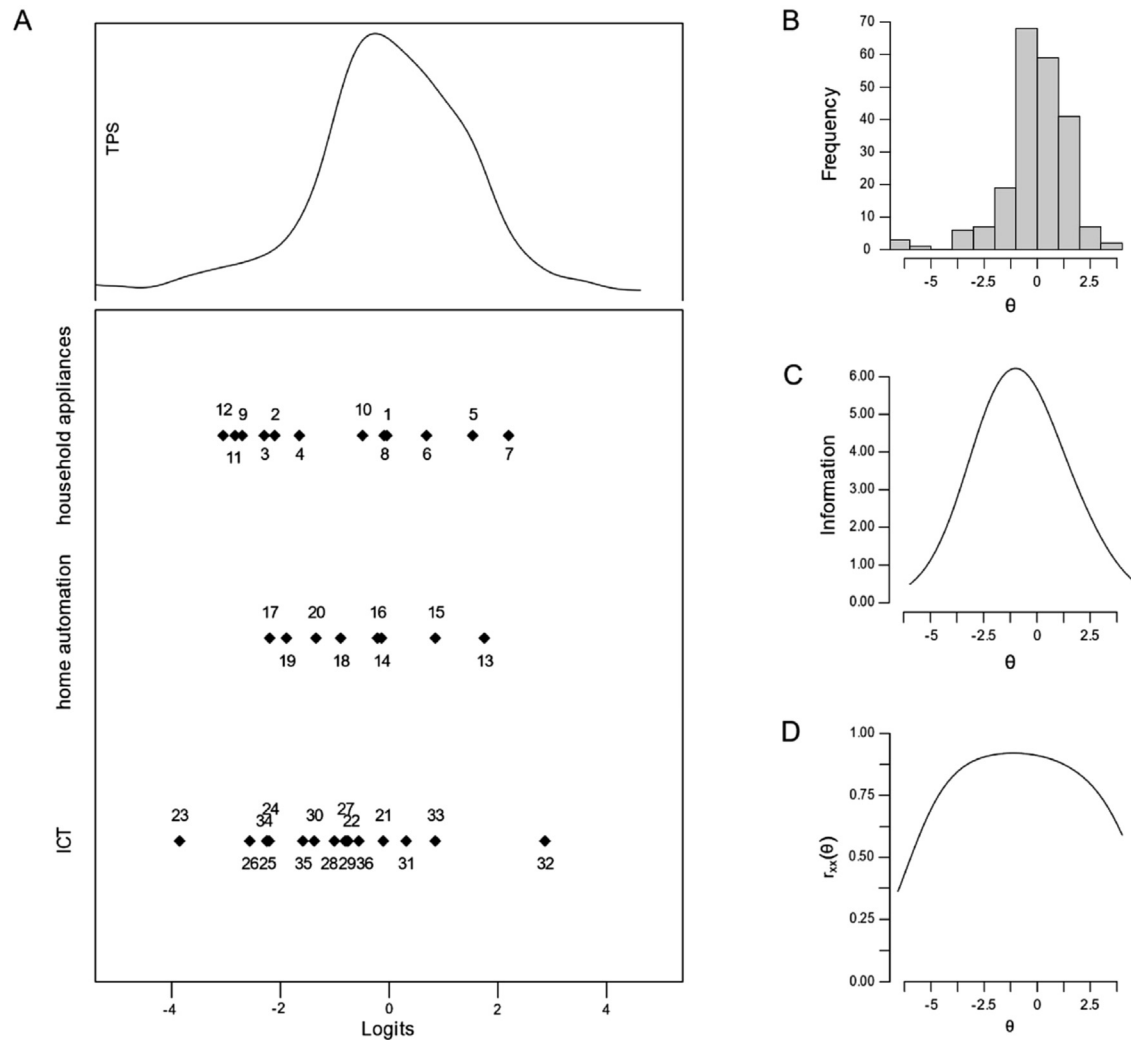 A
TPS
household appliances
12 9 2 10 1 5
11 3 4 8 6 7
home automation
17 20 16 15
19 18 14 13
ICT
24 27
23 34 30 22 21 33
26 25 35 28 29 36 31 32
-4 -2 0 2 4
Logits
B
Frequency
70
60
50
40
30
20
10
0
-5 -2.5 0 2.5
θ
C
Information
6.00
5.00
4.00
3.00
2.00
1.00
0.00
-5 -2.5 0 2.5
θ
D
rxx(θ)
1.00
0.75
0.50
0.25
0.00
-5 -2.5 0 2.5
θ